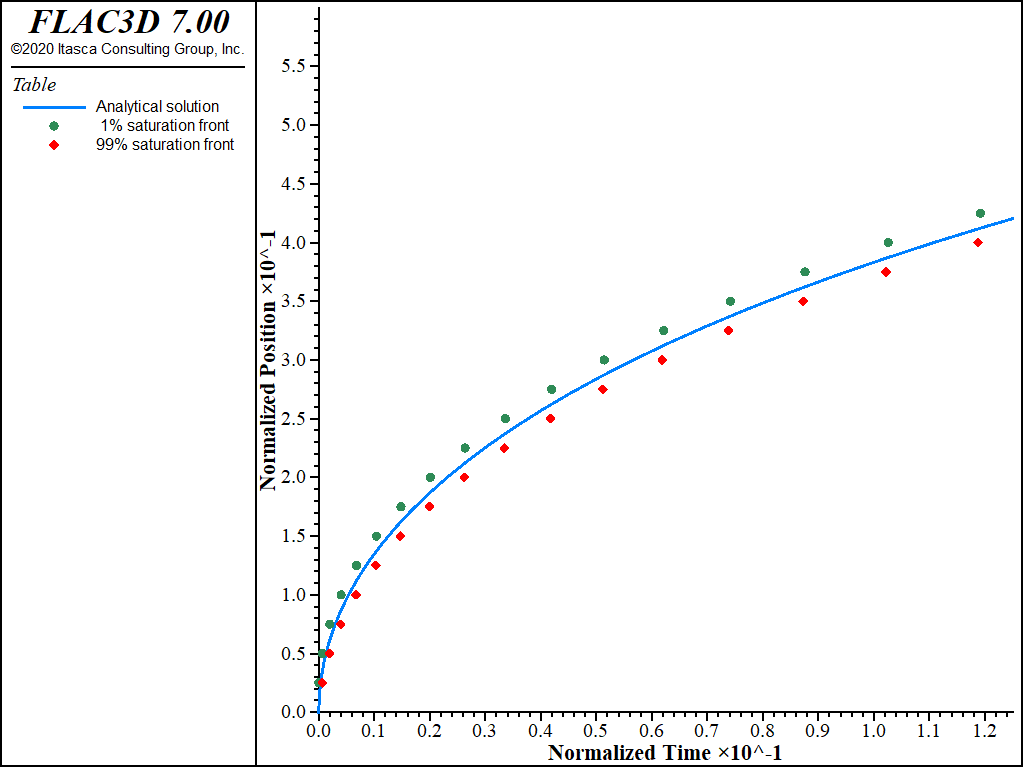 FLAC3D 7.00
©2020 Itasca Consulting Group, Inc.
Table
Analytical solution
1% saturation front
99% saturation front
5.5
5.0
4.5
4.0
3.5
3.0
2.5
2.0
1.5
1.0
0.5
0.0
Normalized Position ×10^-1
0.0 0.1 0.2 0.3 0.4 0.5 0.6 0.7 0.8 0.9 1.0 1.1 1.2
Normalized Time ×10^-1